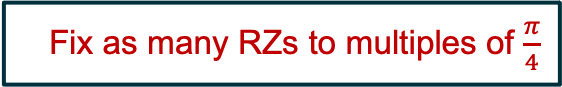 Fix as many RZs to multiples of π/4